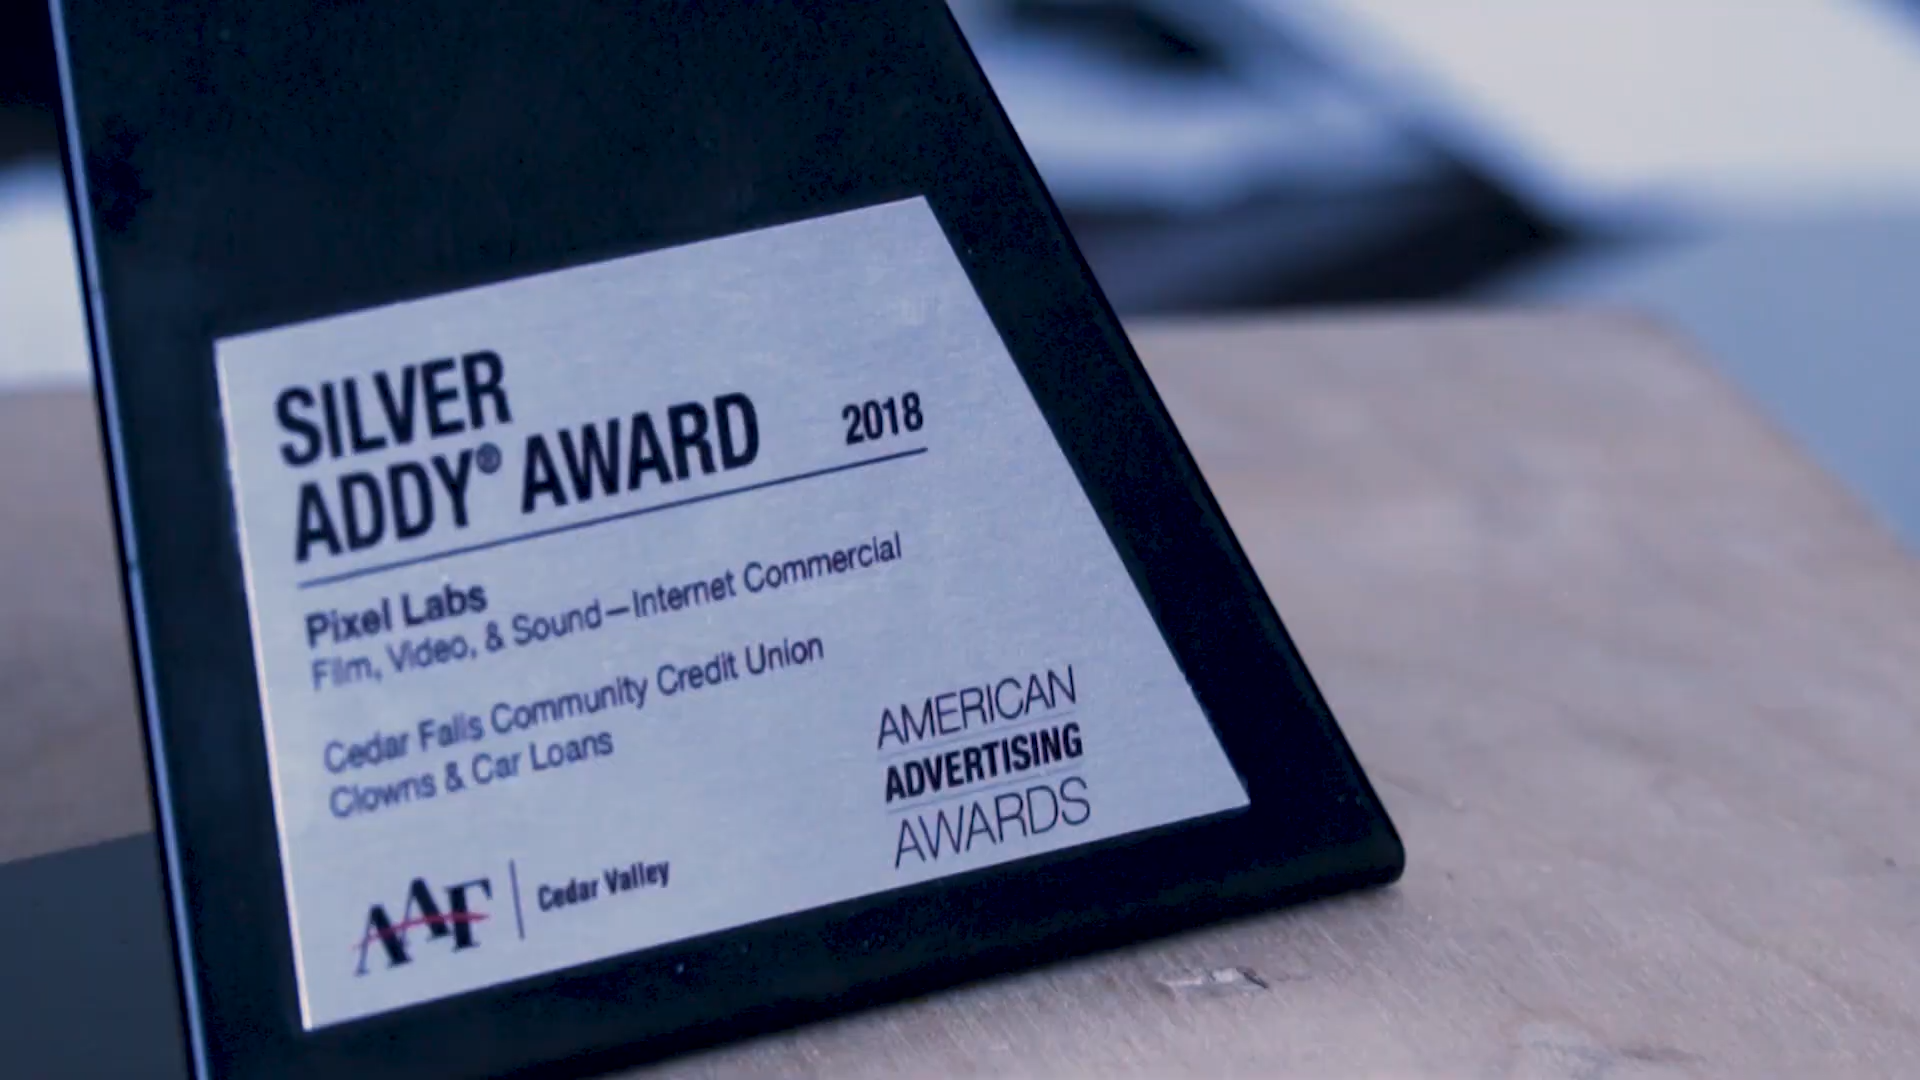 SILVER
ADDY® AWARD 2018
Pixel Labs
Film, Video, & Sound—Internet Commercial
Cedar Falls Community Credit Union
Clowns & Car Loans
AMERICAN
ADVERTISING
AWARDS
AAF | Cedar Valley